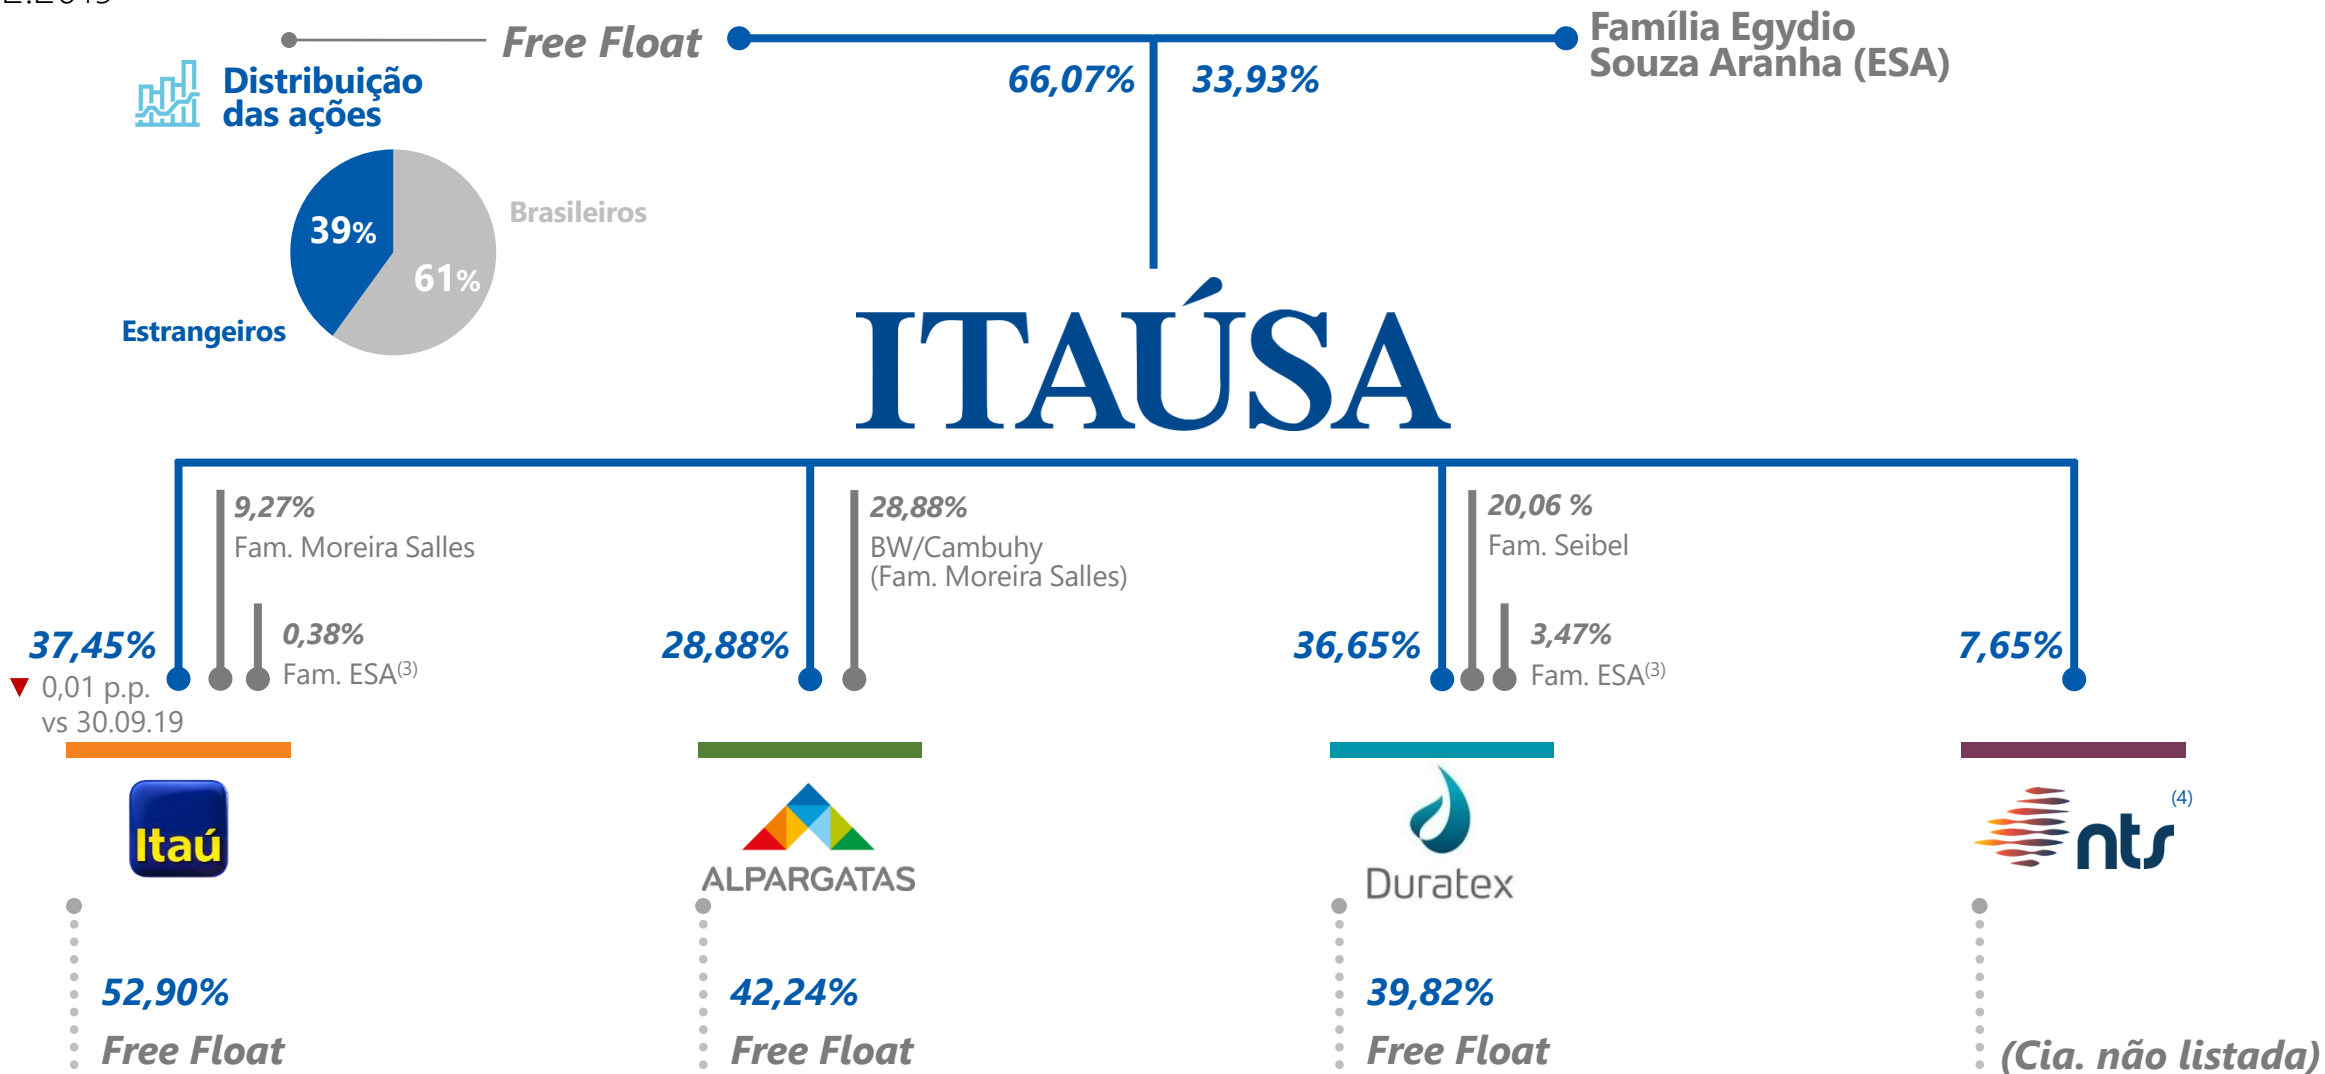 Free Float
66,07%
33,93%
Família Egydio
Souza Aranha (ESA)
Distribuição
das ações
39%
61%
Brasileiros
Estrangeiros
ITAÚSA
37,45%
▼ 0,01 p.p.
vs 30.09.19
9,27%
Fam. Moreira Salles
0,38%
Fam. ESA(3)
28,88%
28,88%
BW/Cambuhy
(Fam. Moreira Salles)
36,65%
20,06 %
Fam. Seibel
3,47%
Fam. ESA(3)
7,65%
Itaú
ALPARGATAS
Duratex
nts (4)
52,90%
Free Float
42,24%
Free Float
39,82%
Free Float
(Cia. não listada)